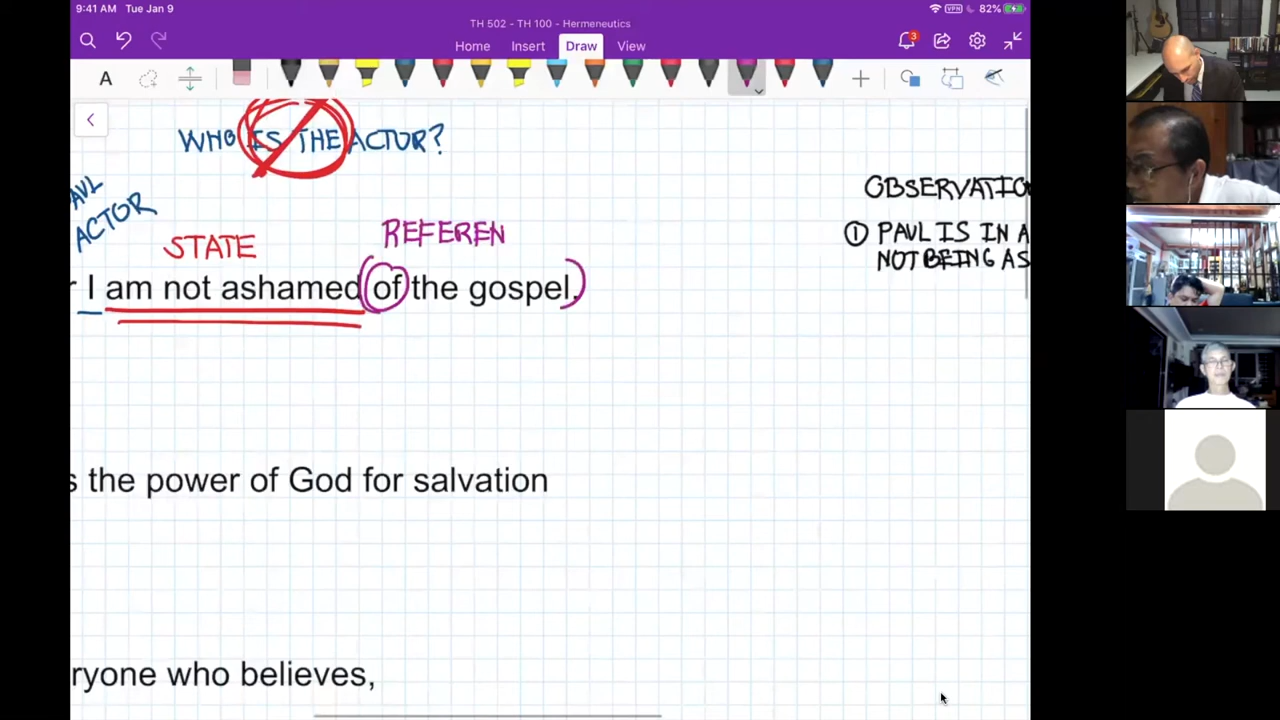 9:41 AM Tue Jan 9
VPN 82%
TH 502 - TH 100 - Hermeneutics
Home Insert Draw View
3
A
WHO IS THE ACTOR?
OBSERVATIO
ACTOR
STATE
REFEREN
① PAUL IS IN A
NOT BEING AS
r I am not ashamed of the gospel.
s the power of God for salvation
ryone who believes,